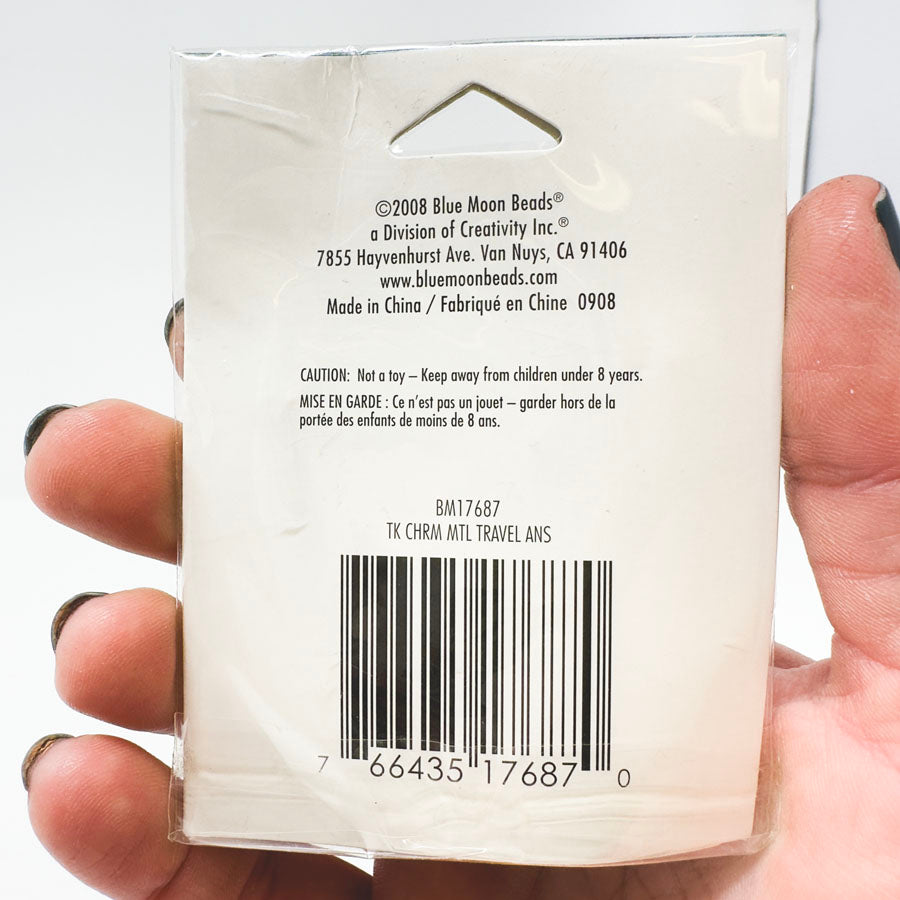 ©2008 Blue Moon Beads®
a Division of Creativity Inc.®
7855 Hayvenhurst Ave. Van Nuys, CA 91406
www.bluemoonbeads.com
Made in China / Fabriqué en Chine 0908
CAUTION: Not a toy – Keep away from children under 8 years.
MISE EN GARDE : Ce n'est pas un jouet – garder hors de la
portée des enfants de moins de 8 ans.
BM17687
TK CHRM MTL TRAVEL ANS
7 66435 17687 0